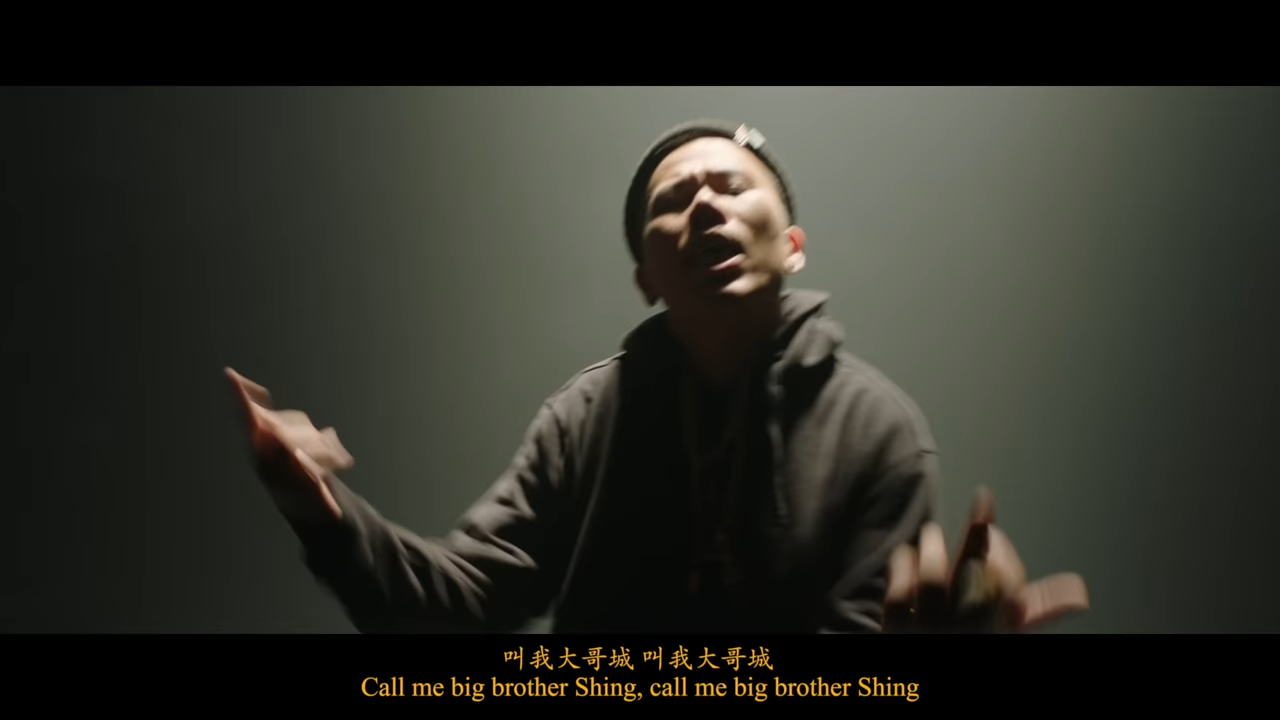 叫我大哥城 叫我大哥城
Call me big brother Shing, call me big brother Shing